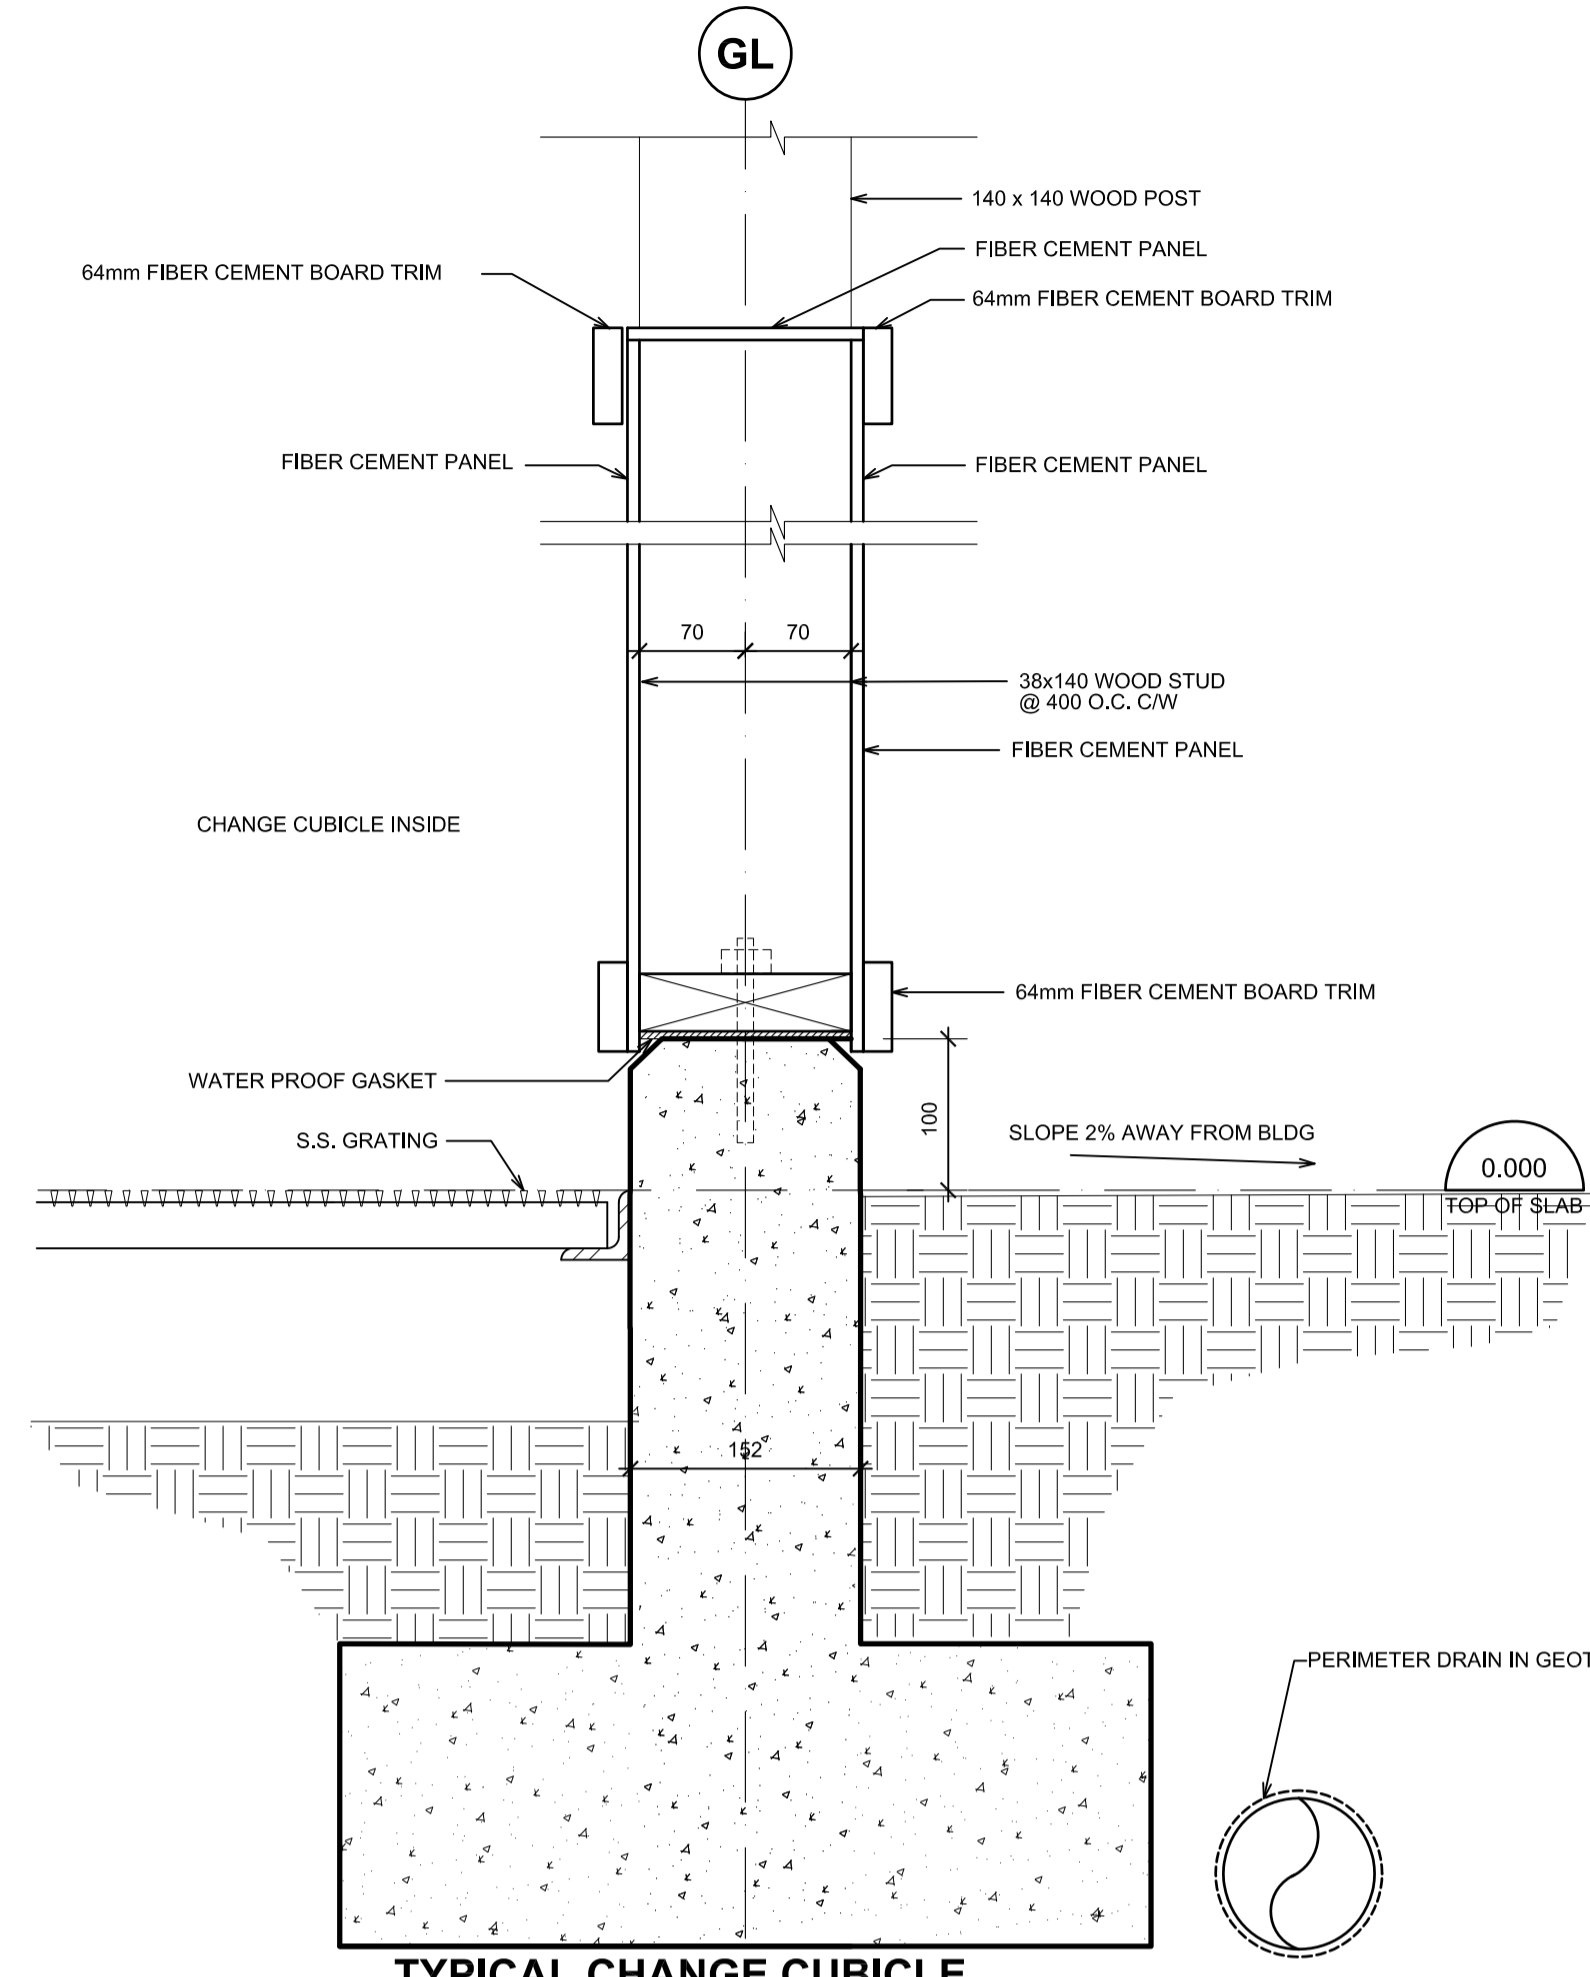 GL
140 x 140 WOOD POST
FIBER CEMENT PANEL
64mm FIBER CEMENT BOARD TRIM
64mm FIBER CEMENT BOARD TRIM
FIBER CEMENT PANEL
FIBER CEMENT PANEL
70
70
38x140 WOOD STUD
@ 400 O.C. C/W
FIBER CEMENT PANEL
CHANGE CUBICLE INSIDE
64mm FIBER CEMENT BOARD TRIM
WATER PROOF GASKET
100
SLOPE 2% AWAY FROM BLDG
S.S. GRATING
0.000
TOP OF SLAB
152
PERIMETER DRAIN IN GEOT
TYPICAL CHANGE CUBICLE